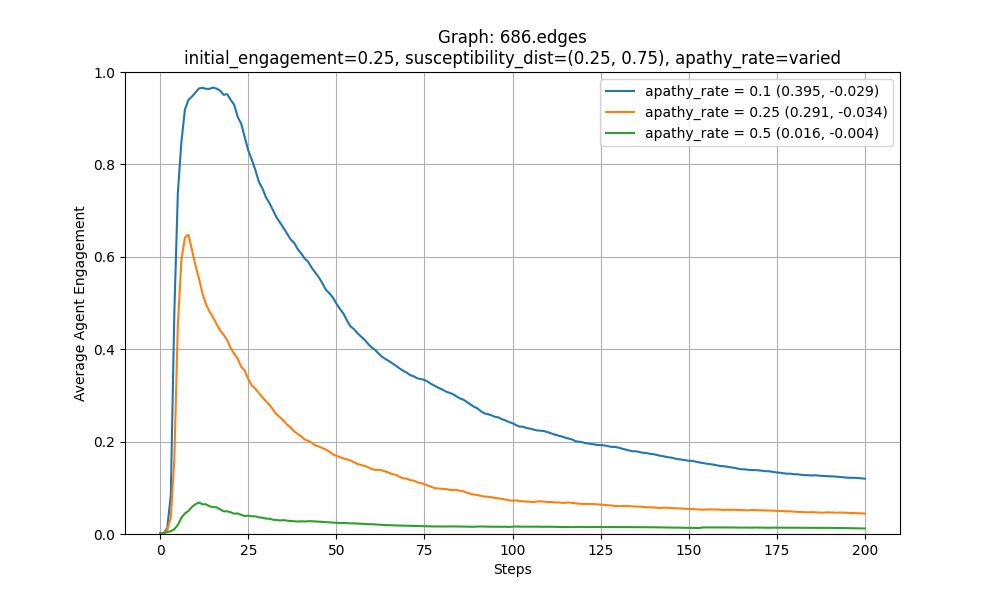 Graph: 686.edges
initial_engagement=0.25, susceptibility_dist=(0.25, 0.75), apathy_rate=varied
apathy_rate = 0.1 (0.395, -0.029)
apathy_rate = 0.25 (0.291, -0.034)
apathy_rate = 0.5 (0.016, -0.004)
Average Agent Engagement
1.0
0.8
0.6
0.4
0.2
0.0
0 25 50 75 100 125 150 175 200
Steps